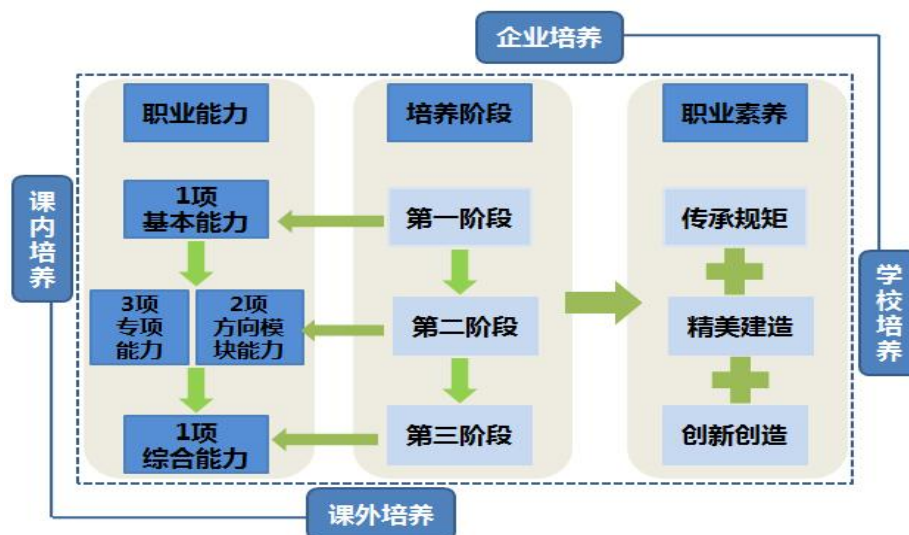 企业培养
职业能力
培养阶段
职业素养
课内培养
学校培养
1项
基本能力
第一阶段
传承规矩
3项
专项
能力
2项
方向模
块能力
第二阶段
精美建造
1项
综合能力
第三阶段
创新创造
课外培养